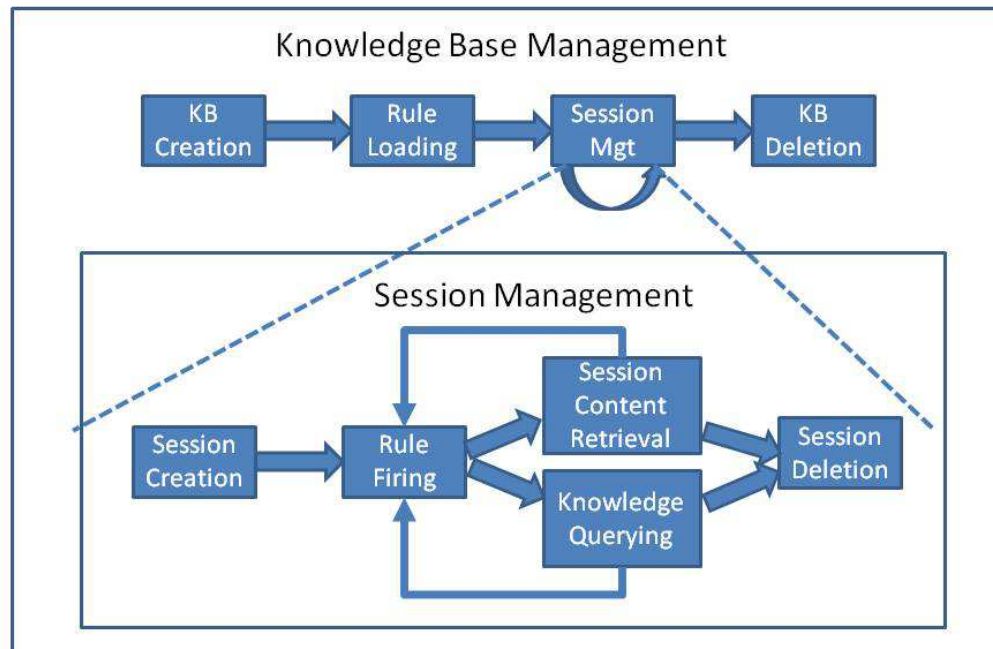 Knowledge Base Management
KB
Creation
Rule
Loading
Session
Mgt
KB
Deletion
Session Management
Session
Creation
Rule
Firing
Session
Content
Retrieval
Knowledge
Querying
Session
Deletion